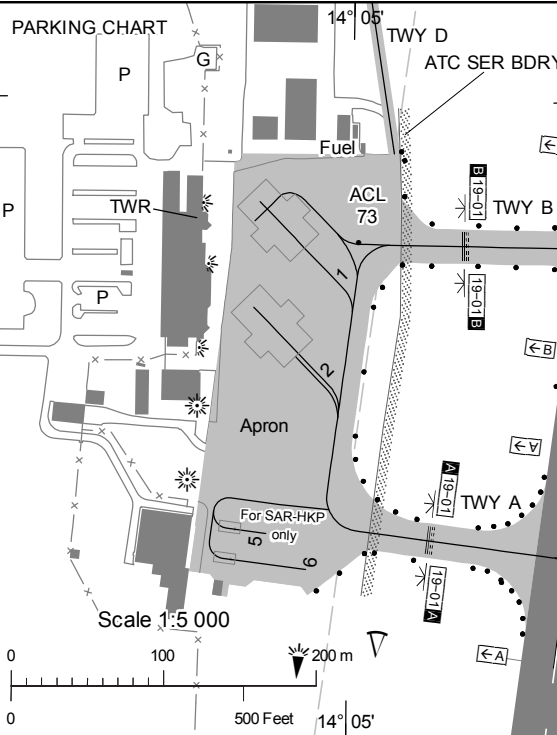 PARKING CHART
14° 05'
TWY D
G
P
ATC SER BDRY
Fuel
ACL
73
B 19-01
TWY B
TWR
P
1
19-01 B
P
←B
2
Apron
←A
A 19-01
TWY A
For SAR-HKP
only
5
6
19-01 A
Scale 1:5 000
←A
0 100 200 m
0 500 Feet
14° 05'